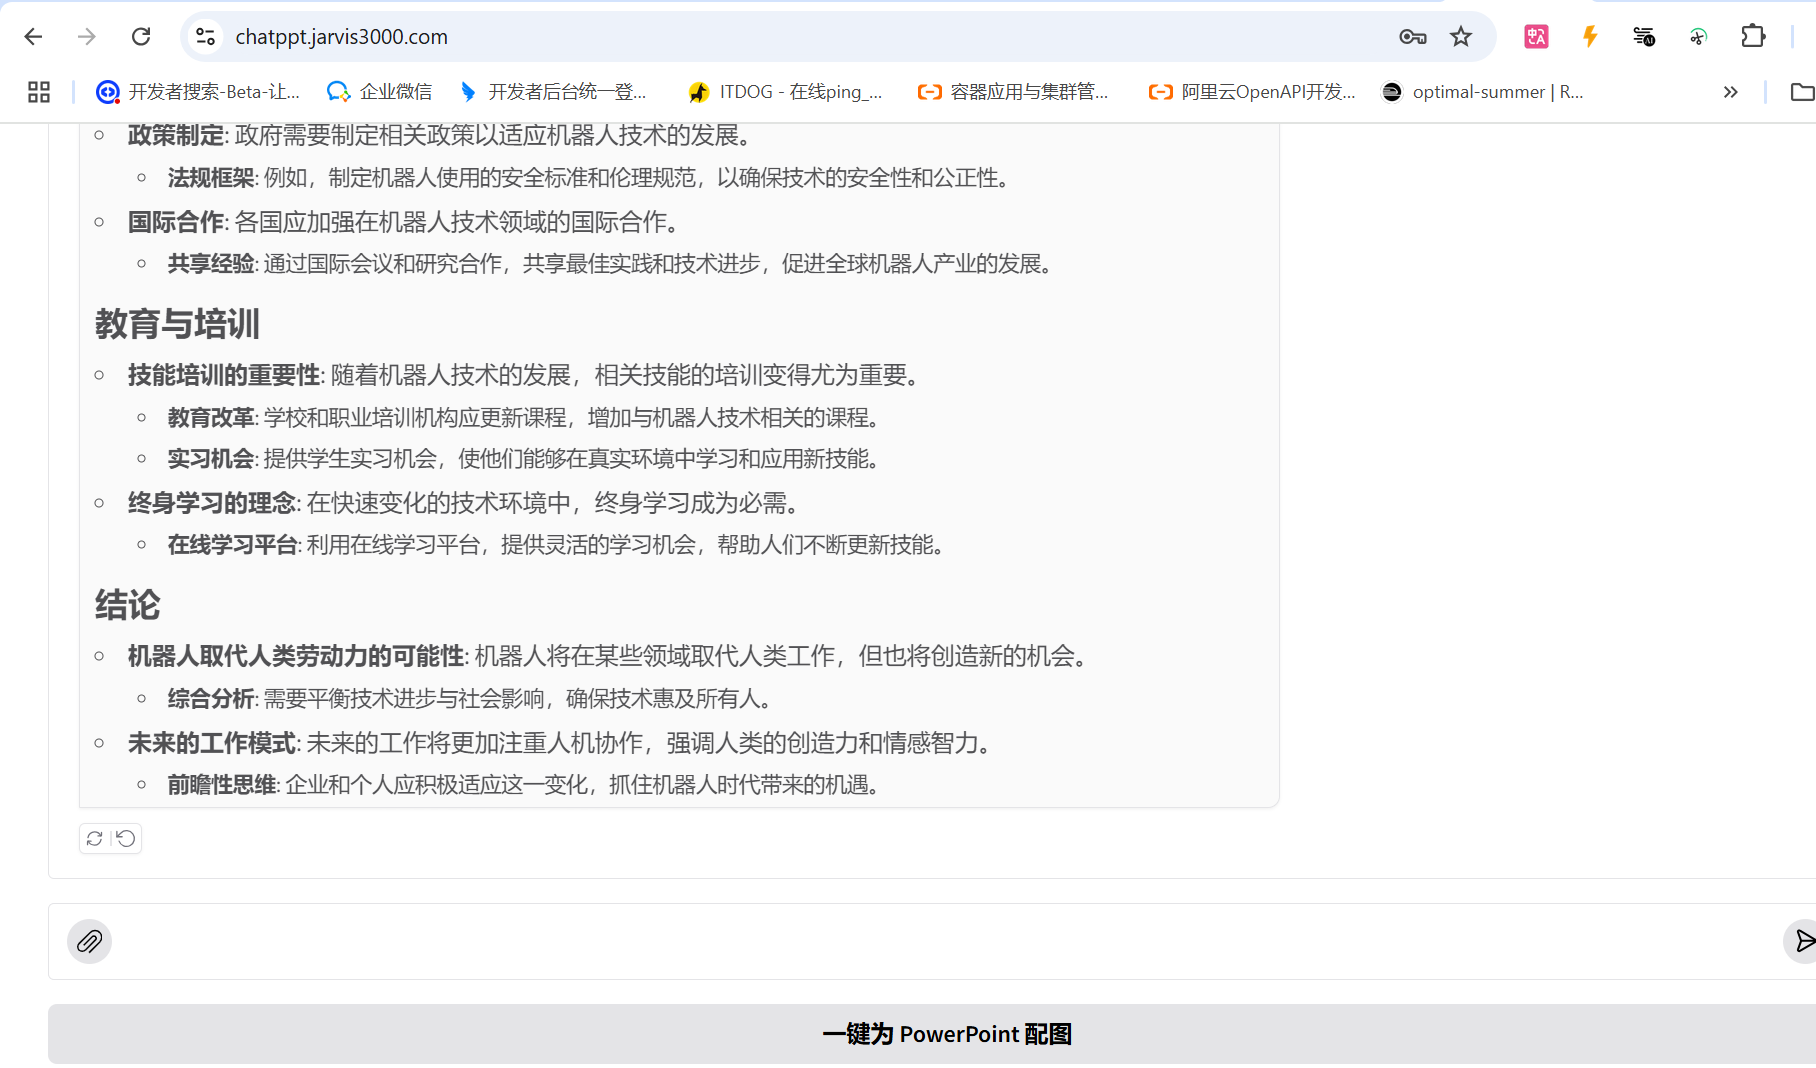 chatppt.jarvis3000.com
开发者搜索-Beta-让...
企业微信
开发者后台统一登...
ITDOG - 在线ping_...
容器应用与集群管...
阿里云OpenAPI开发...
optimal-summer | R...
政策制定: 政府需要制定相关政策以适应机器人技术的发展。
法规框架: 例如，制定机器人使用的安全标准和伦理规范，以确保技术的安全性和公正性。
国际合作: 各国应加强在机器人技术领域的国际合作。
共享经验: 通过国际会议和研究合作，共享最佳实践和技术进步，促进全球机器人产业的发展。
教育与培训
技能培训的重要性: 随着机器人技术的发展，相关技能的培训变得尤为重要。
教育改革: 学校和职业培训机构应更新课程，增加与机器人技术相关的课程。
实习机会: 提供学生实习机会，使他们能够在真实环境中学习和应用新技能。
终身学习的理念: 在快速变化的技术环境中，终身学习成为必需。
在线学习平台: 利用在线学习平台，提供灵活的学习机会，帮助人们不断更新技能。
结论
机器人取代人类劳动力的可能性: 机器人将在某些领域取代人类工作，但也将创造新的机会。
综合分析: 需要平衡技术进步与社会影响，确保技术惠及所有人。
未来的工作模式: 未来的工作将更加注重人机协作，强调人类的创造力和情感智力。
前瞻性思维: 企业和个人应积极适应这一变化，抓住机器人时代带来的机遇。
一键为 PowerPoint 配图